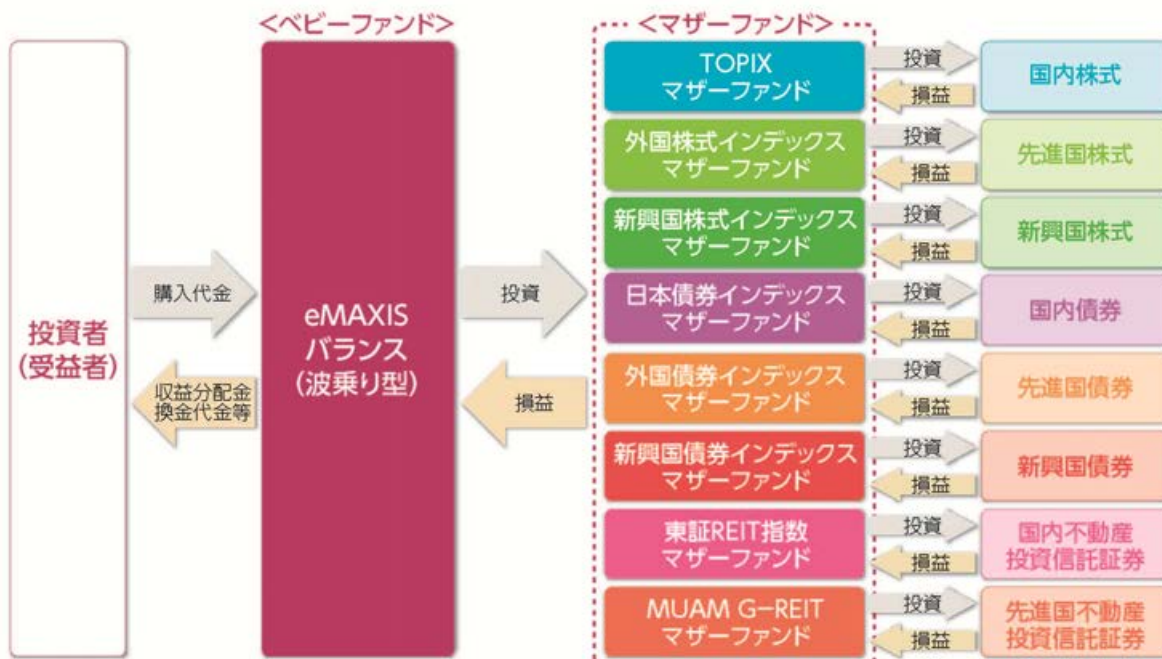 <ベビーファンド>
<マザーファンド>
投資者
(受益者)
購入代金
収益分配金
換金代金等
eMAXIS
バランス
(波乗り型)
投資
損益
TOPIX
マザーファンド
投資
損益
国内株式
外国株式インデックス
マザーファンド
投資
損益
先進国株式
新興国株式インデックス
マザーファンド
投資
損益
新興国株式
日本債券インデックス
マザーファンド
投資
損益
国内債券
外国債券インデックス
マザーファンド
投資
損益
先進国債券
新興国債券インデックス
マザーファンド
投資
損益
新興国債券
東証REIT指数
マザーファンド
投資
損益
国内不動産
投資信託証券
MUAM G-REIT
マザーファンド
投資
損益
先進国不動産
投資信託証券